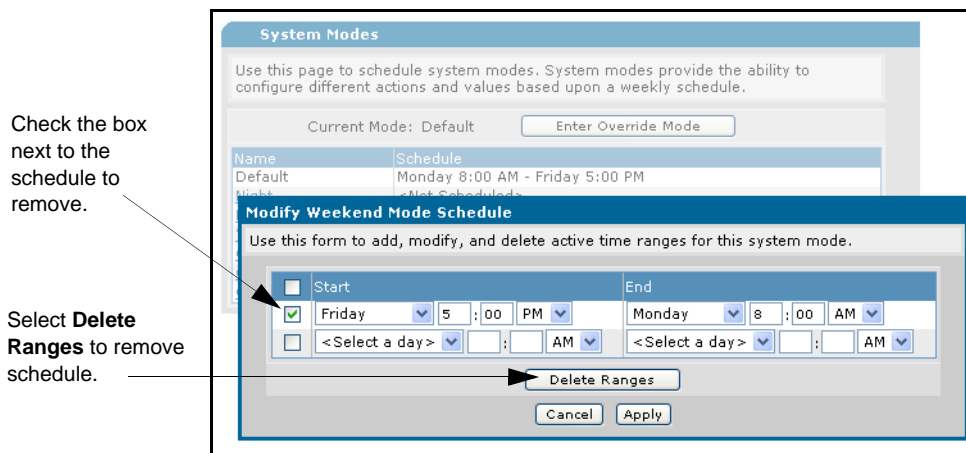 System Modes
Use this page to schedule system modes. System modes provide the ability to
configure different actions and values based upon a weekly schedule.
Current Mode: Default
Enter Override Mode
Name Schedule
Default Monday 8:00 AM - Friday 5:00 PM
Night <Not Scheduled>
Check the box
next to the
schedule to
remove.
Modify Weekend Mode Schedule
Use this form to add, modify, and delete active time ranges for this system mode.
Start End
Friday 5 : 00 PM Monday 8 : 00 AM
<Select a day> : AM <Select a day> : AM
Select Delete
Ranges to remove
schedule.
Delete Ranges
Cancel Apply